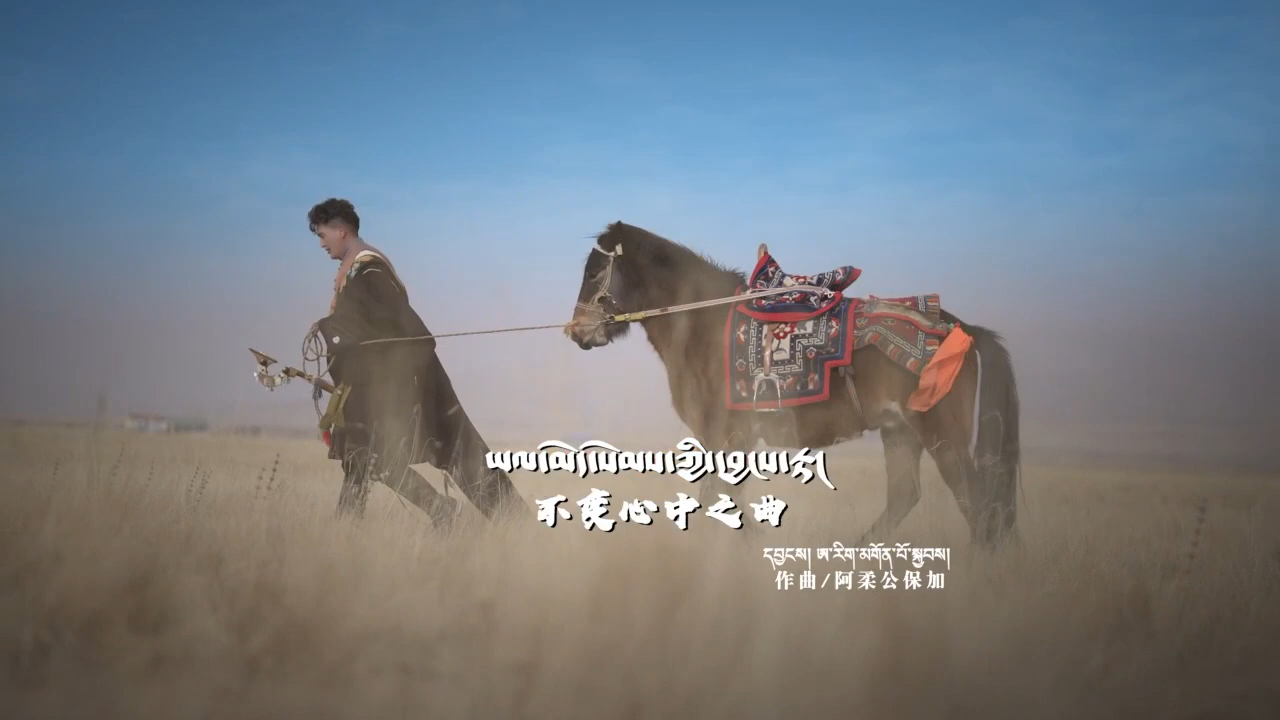 不变心中之曲
དབྱངས། ཨ་རིག་མགོན་པོ་སྐྱབས།
作曲/阿柔公保加